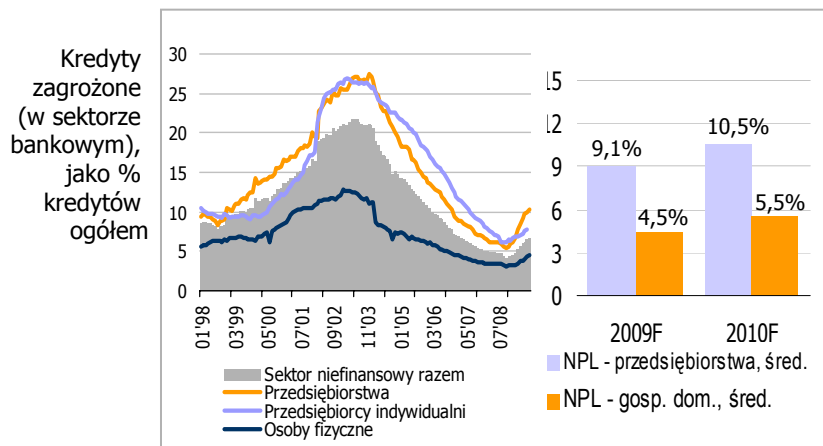 Kredyty
zagrożone
(w sektorze
bankowym),
jako %
kredytów
ogółem
30
25
20
15
10
5
0
01'98
03'99
05'00
07'01
09'02
11'03
01'05
03'06
05'07
07'08
Sektor niefinansowy razem
Przedsiębiorstwa
Przedsiębiorcy indywidualni
Osoby fizyczne
15
12
9
6
3
0
9,1%
4,5%
10,5%
5,5%
2009F
2010F
NPL - przedsiębiorstwa, śred.
NPL - gosp. dom., śred.